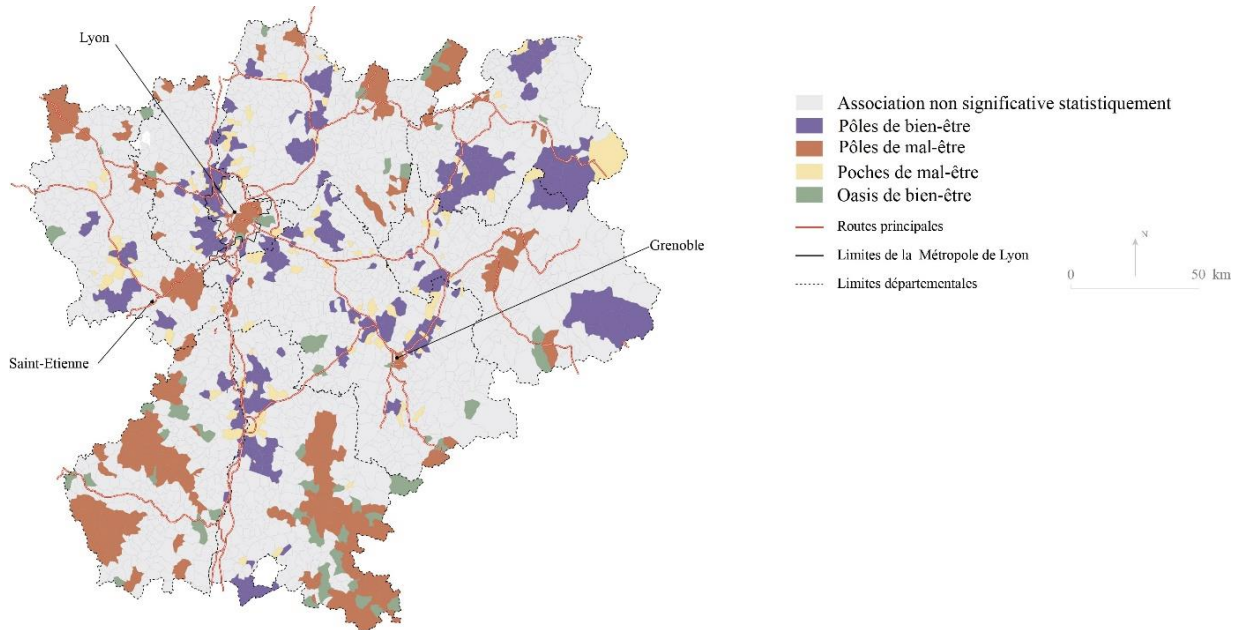 Lyon
Grenoble
Saint-Etienne
Association non significative statistiquement
Pôles de bien-être
Pôles de mal-être
Poches de mal-être
Oasis de bien-être
Routes principales
Limites de la Métropole de Lyon
Limites départementales
N
0 50 km